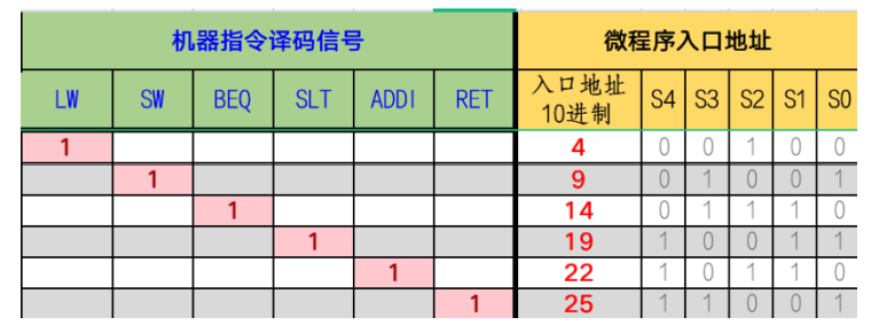 机器指令译码信号 微程序入口地址
LW SW BEQ SLT ADDI RET 入口地址 10进制 S4 S3 S2 S1 S0
1 4 0 0 1 0 0
1 9 0 1 0 0 1
1 14 0 1 1 1 0
1 19 1 0 0 1 1
1 22 1 0 1 1 0
1 25 1 1 0 0 1